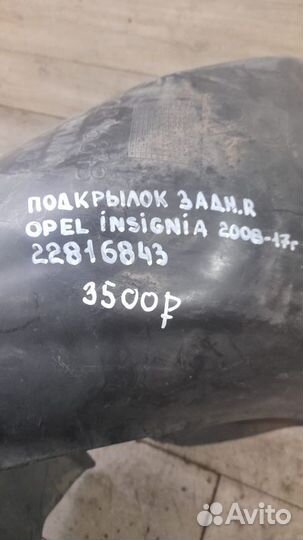 ПОДКРЫЛОК ЗАДН.R
OPEL iNSiGNiA 2008-17г
22816843
3500р
Avito